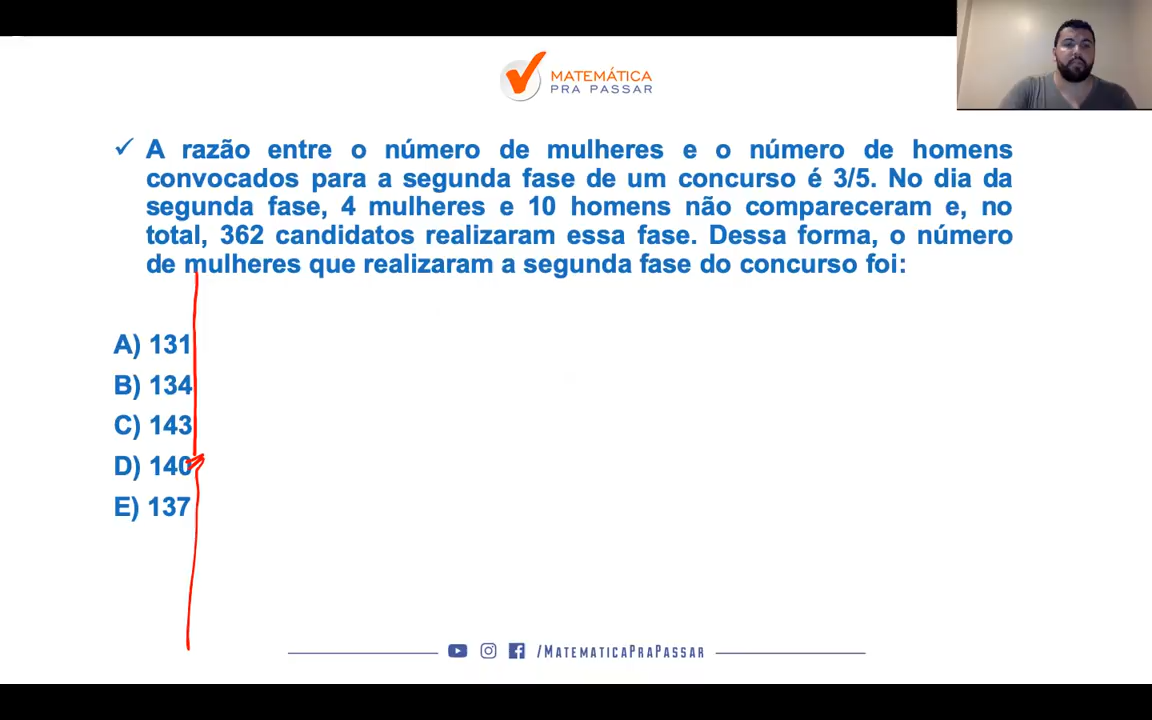 MATEMÁTICA
PRA PASSAR
✓ A razão entre o número de mulheres e o número de homens
convocados para a segunda fase de um concurso é 3/5. No dia da
segunda fase, 4 mulheres e 10 homens não compareceram e, no
total, 362 candidatos realizaram essa fase. Dessa forma, o número
de mulheres que realizaram a segunda fase do concurso foi:
A) 131
B) 134
C) 143
D) 140
E) 137
/MATEMATICAPRAPASSAR